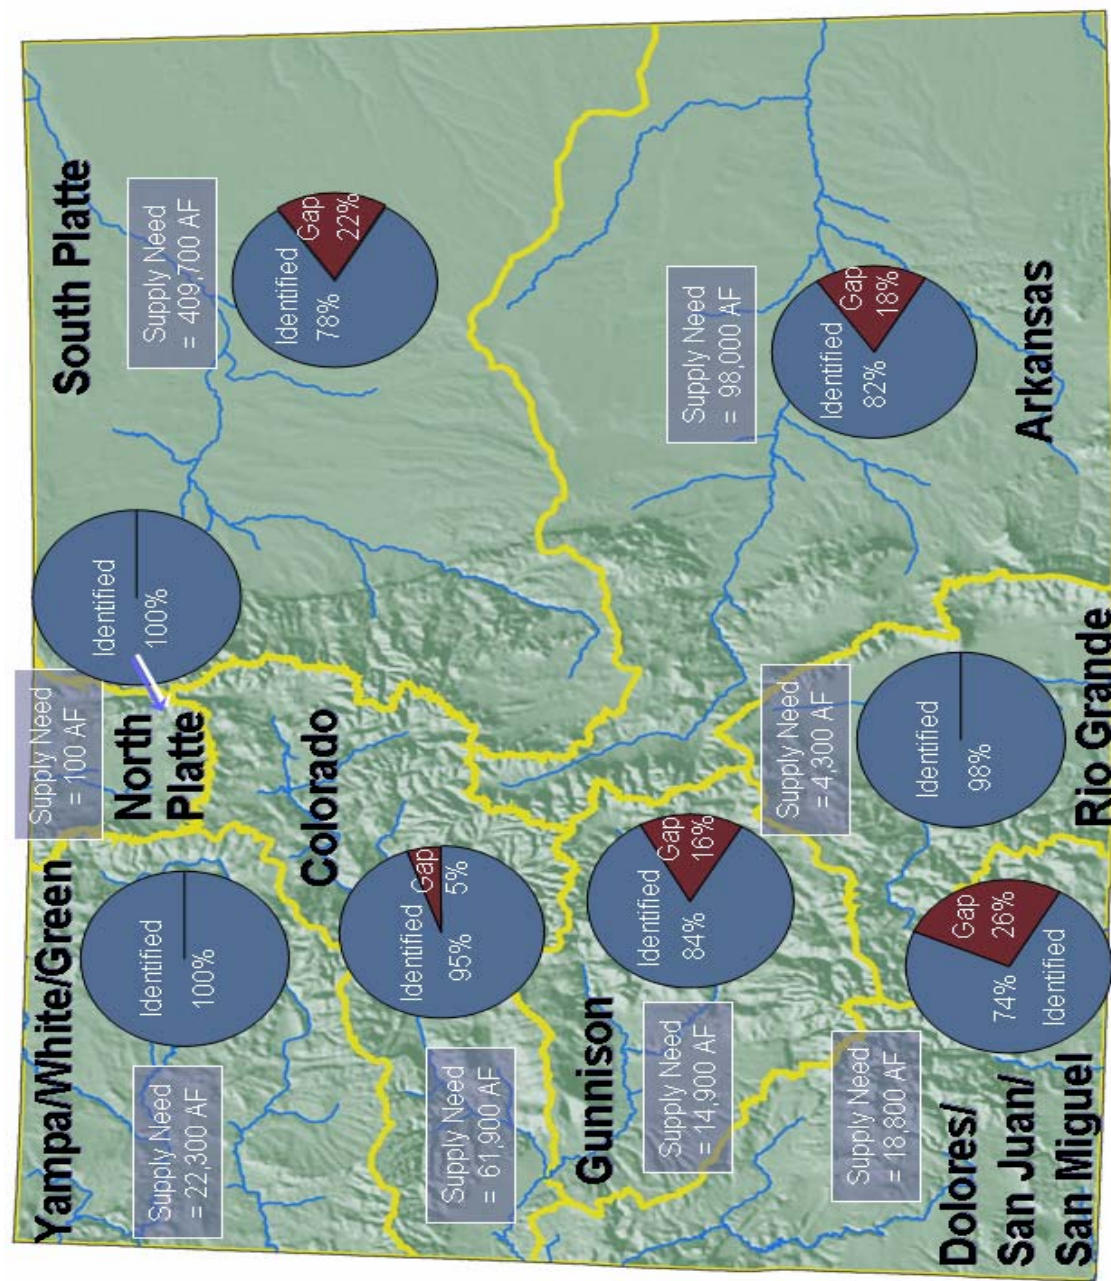 Yampa/White/Green
Supply Need
= 22,300 AF
Identified
100%
Supply Need
= 100 AF
North
Platte
Identified
100%
South Platte
Supply Need
= 409,700 AF
Identified
78%
Gap
22%
Colorado
Supply Need
= 61,900 AF
Identified
95%
Gap
5%
Gunnison
Supply Need
= 14,900 AF
Identified
84%
Gap
16%
Supply Need
= 98,000 AF
Identified
82%
Gap
18%
Arkansas
Supply Need
= 4,300 AF
Identified
98%
Rio Grande
Supply Need
= 18,800 AF
Dolores/
San Juan/
San Miguel
Gap
26%
74%
Identified